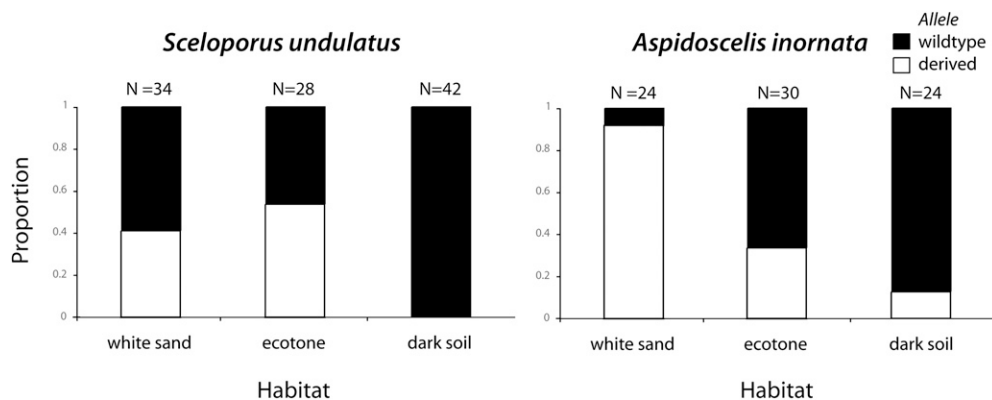 Sceloporus undulatus
Aspidoscelis inornata
Allele
wildtype
derived
N =34
N=28
N=42
Proportion
1
0.8
0.6
0.4
0.2
0
white sand
ecotone
dark soil
Habitat
N =24
N=30
N=24
1
0.8
0.6
0.4
0.2
0
white sand
ecotone
dark soil
Habitat